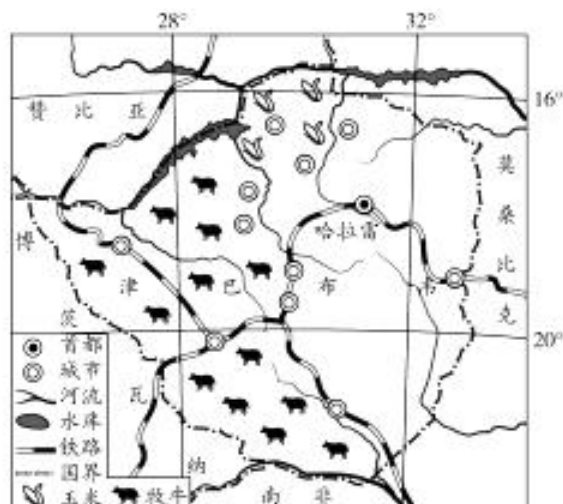 28° 32°
16°
赞比亚
莫桑比克
哈拉雷
博茨瓦纳
津巴布韦
20°
首都
城市
河流
水库
铁路
国界
玉米
牧牛
南非